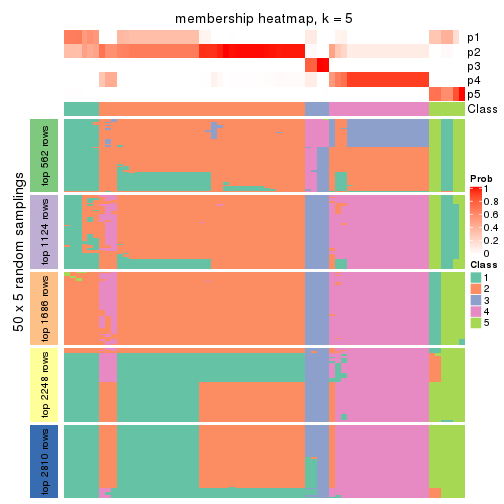 membership heatmap, k = 5
p1
p2
p3
p4
p5
Class
50 x 5 random samplings
top 562 rows
top 1124 rows
top 1686 rows
top 2248 rows
top 2810 rows
Prob
1
0.8
0.6
0.4
0.2
0
Class
1
2
3
4
5